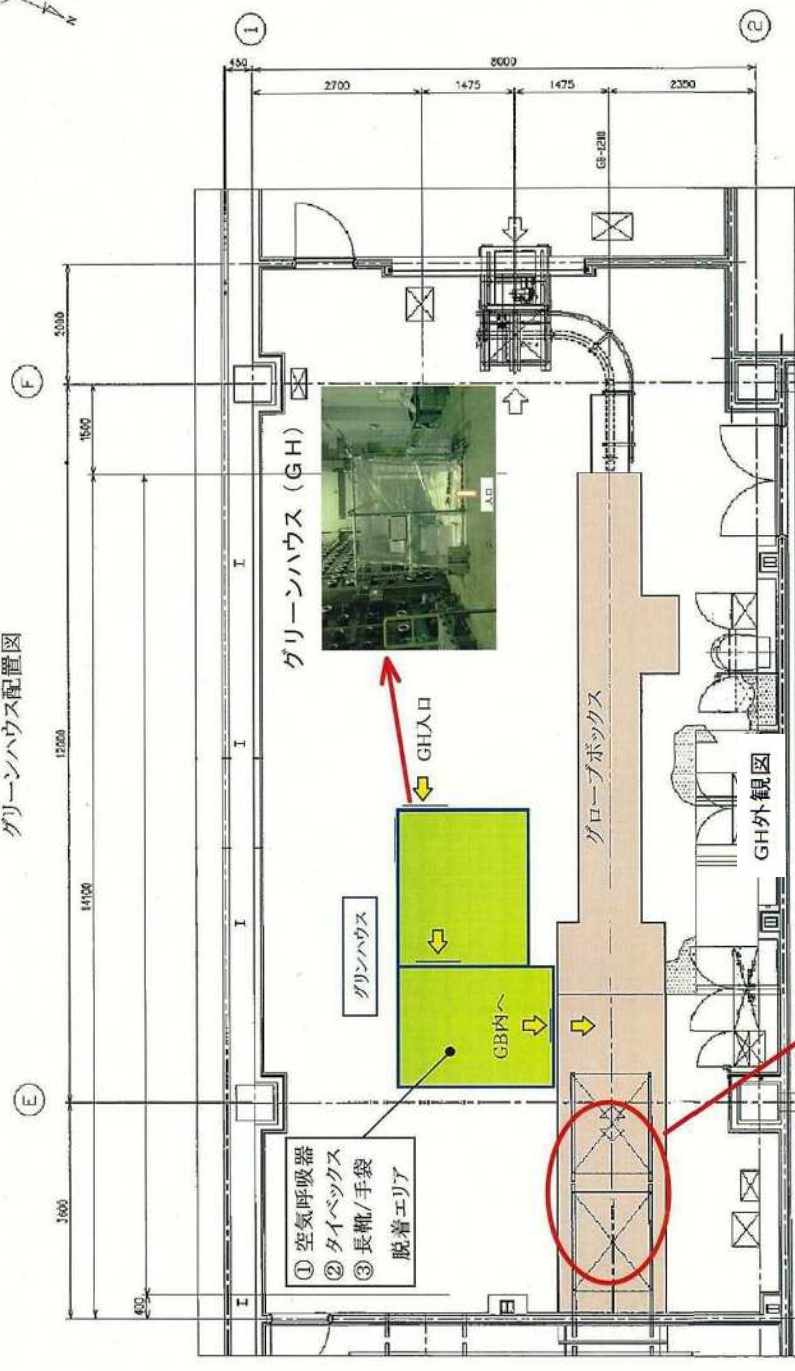 グリーンハウス配置図
E
F
3600
12000
2000
400
14100
1500
1
2
450
8000
2700
1475
1475
2350
GB-1210
I
I
I
I
グリーンハウス（GH）
入口
グリンハウス
GH入口
GB内へ
① 空気呼吸器
② タイベックス
③ 長靴/手袋
脱着エリア
グローブボックス
GH外観図
N